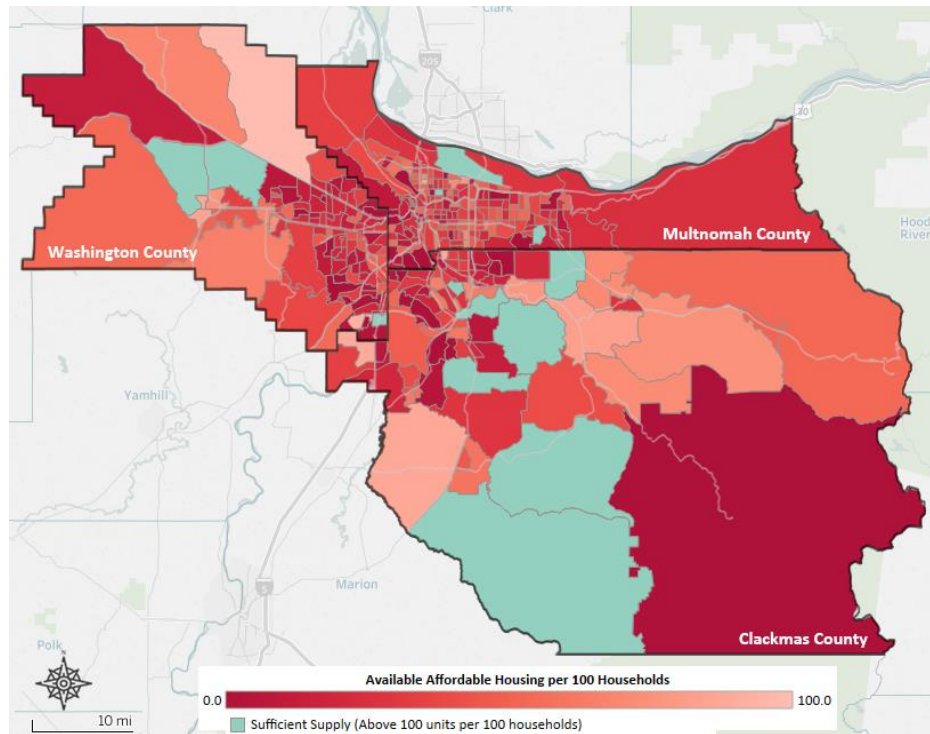 Clark
205
30
Hood
River
Multnomah County
Washington County
Yamhill
Marion
5
Polk
Clackmas County
N
10 mi
Available Affordable Housing per 100 Households
0.0
100.0
Sufficient Supply (Above 100 units per 100 households)